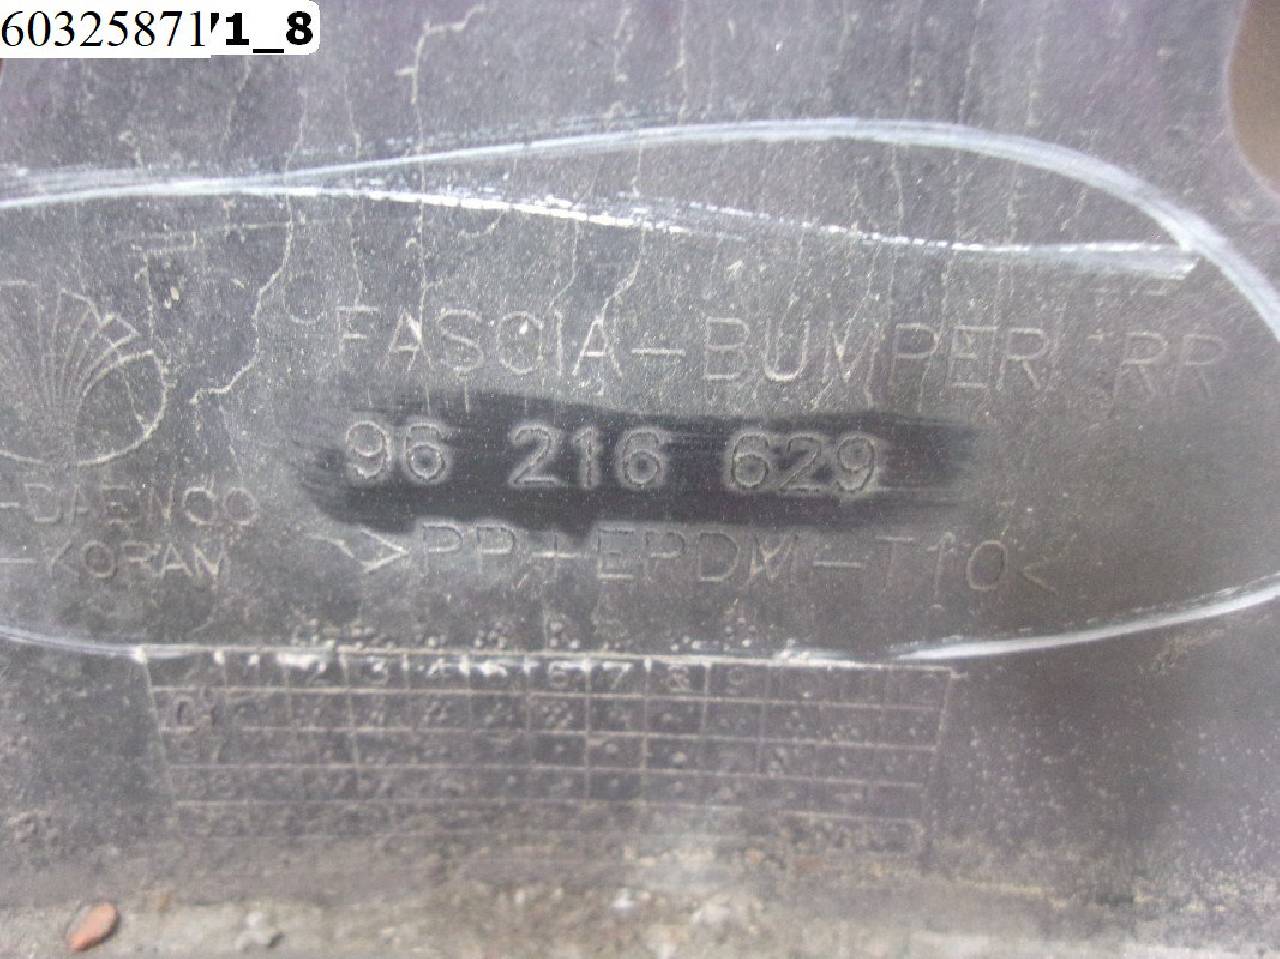 603258717
1_8
FASCIA-BUMPER RR
96 216 629
-DAEWOO
-KORAM
>PP+EPDM-T10<
1 2 3 4 5 6 7 8 9